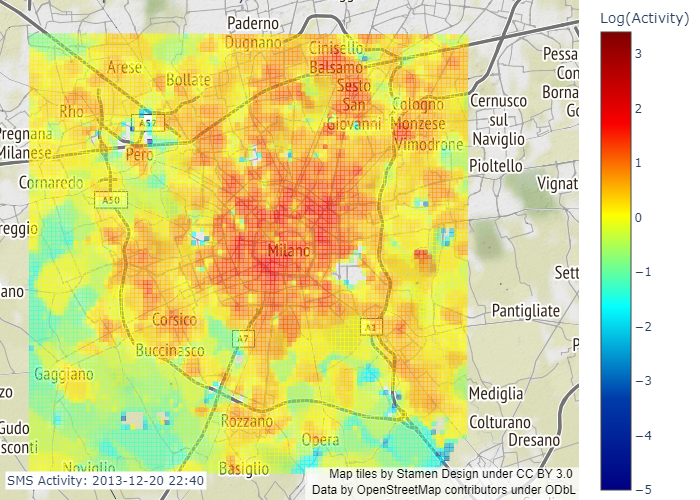 Paderno
Dugnano
Cinisello
Balsamo
Sesto
San
Giovanni
Arese
Bollate
Rho
A52
Pero
Pregnana
Milanese
Cornaredo
A50
reggio
ano
Cologno
Monzese
Vimodrone
Cernusco
sul
Naviglio
Pioltello
Pessa
Con
Borna
Go
Vignat
Milano
Sett
Pantigliate
P
Corsico
Buccinasco
A7
A1
Gaggiano
zo
Gudo
sconti
Rozzano
Opera
Mediglia
Colturano
Dresano
Noviglio
Basiglio
SMS Activity: 2013-12-20 22:40
Map tiles by Stamen Design under CC BY 3.0
Data by OpenStreetMap contributors under ODbL
Log(Activity)
3
2
1
0
−1
−2
−3
−4
−5